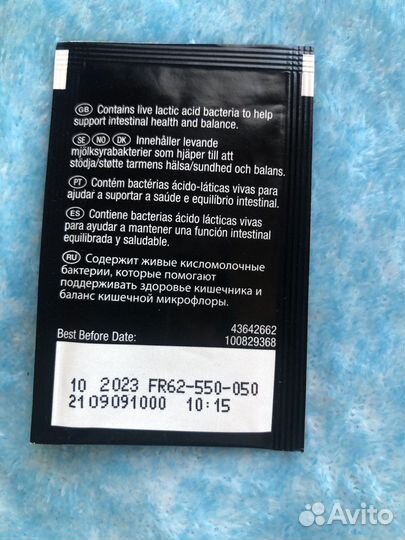 GB Contains live lactic acid bacteria to help
support intestinal health and balance.
SE NO DK Innehåller levande
mjölksyrabakterier som hjäper till att
stödja/støtte tarmens hälsa/sundhed och balans.
PT Contém bactérias ácido-láticas vivas para
ajudar a suportar a saúde e equilíbrio intestinal.
ES Contiene bacterias ácido lácticas vivas
para ayudar a mantener una función intestinal
equilibrada y saludable.
RU Содержит живые кисломолочные
бактерии, которые помогают
поддерживать здоровье кишечника и
баланс кишечной микрофлоры.
43642662
Best Before Date: 100829368
10 2023 FR62-550-050
2109091000 10:15
Avito